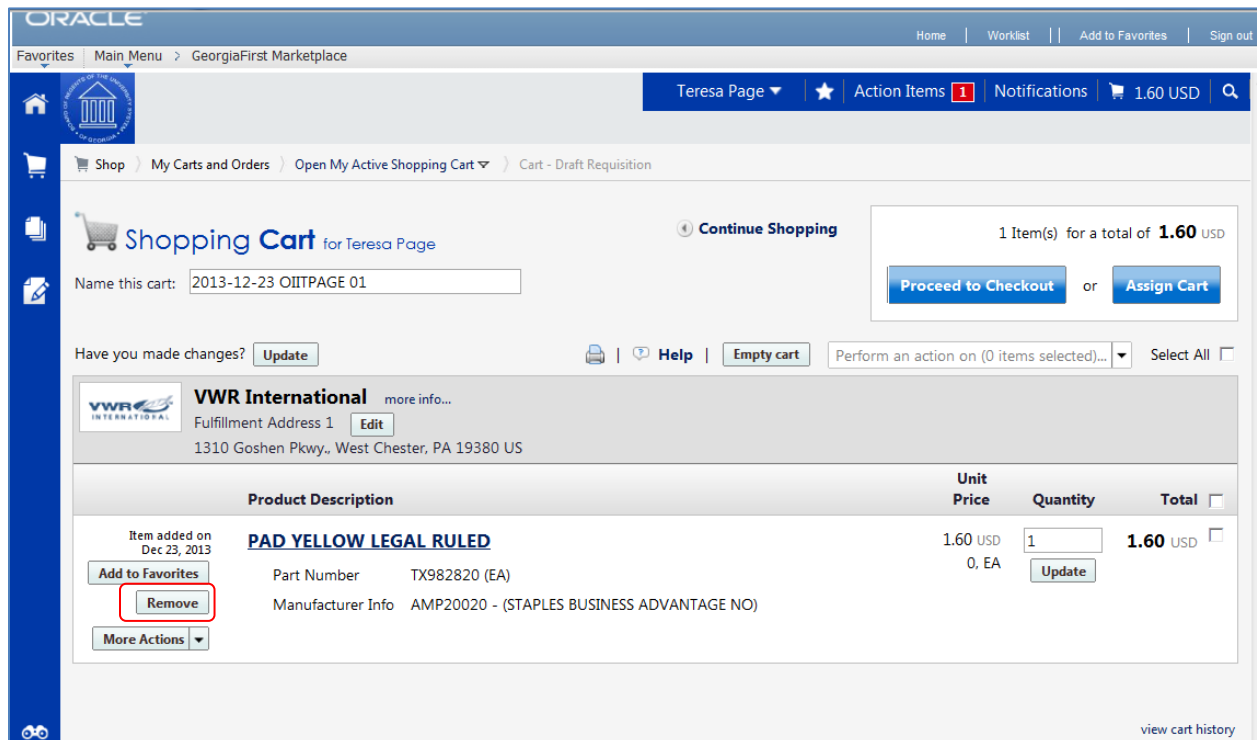 ORACLE
Home | Worklist | | Add to Favorites | Sign out
Favorites | Main Menu > GeorgiaFirst Marketplace
Teresa Page ▼ | ★ | Action Items 1 | Notifications | 1.60 USD
Shop 〉 My Carts and Orders 〉 Open My Active Shopping Cart ▽ 〉 Cart - Draft Requisition
Shopping Cart for Teresa Page
Continue Shopping
1 Item(s) for a total of 1.60 USD
Name this cart: 2013-12-23 OIITPAGE 01
Proceed to Checkout or Assign Cart
Have you made changes? Update | ? Help | Empty cart Perform an action on (0 items selected)... ▼ Select All
VWR INTERNATIONAL
VWR International more info...
Fulfillment Address 1 Edit
1310 Goshen Pkwy., West Chester, PA 19380 US
Product Description Unit Price Quantity Total
Item added on Dec 23, 2013
PAD YELLOW LEGAL RULED 1.60 USD 1 1.60 USD
0, EA Update
Add to Favorites
Part Number TX982820 (EA)
Remove
Manufacturer Info AMP20020 - (STAPLES BUSINESS ADVANTAGE NO)
More Actions ▼
view cart history